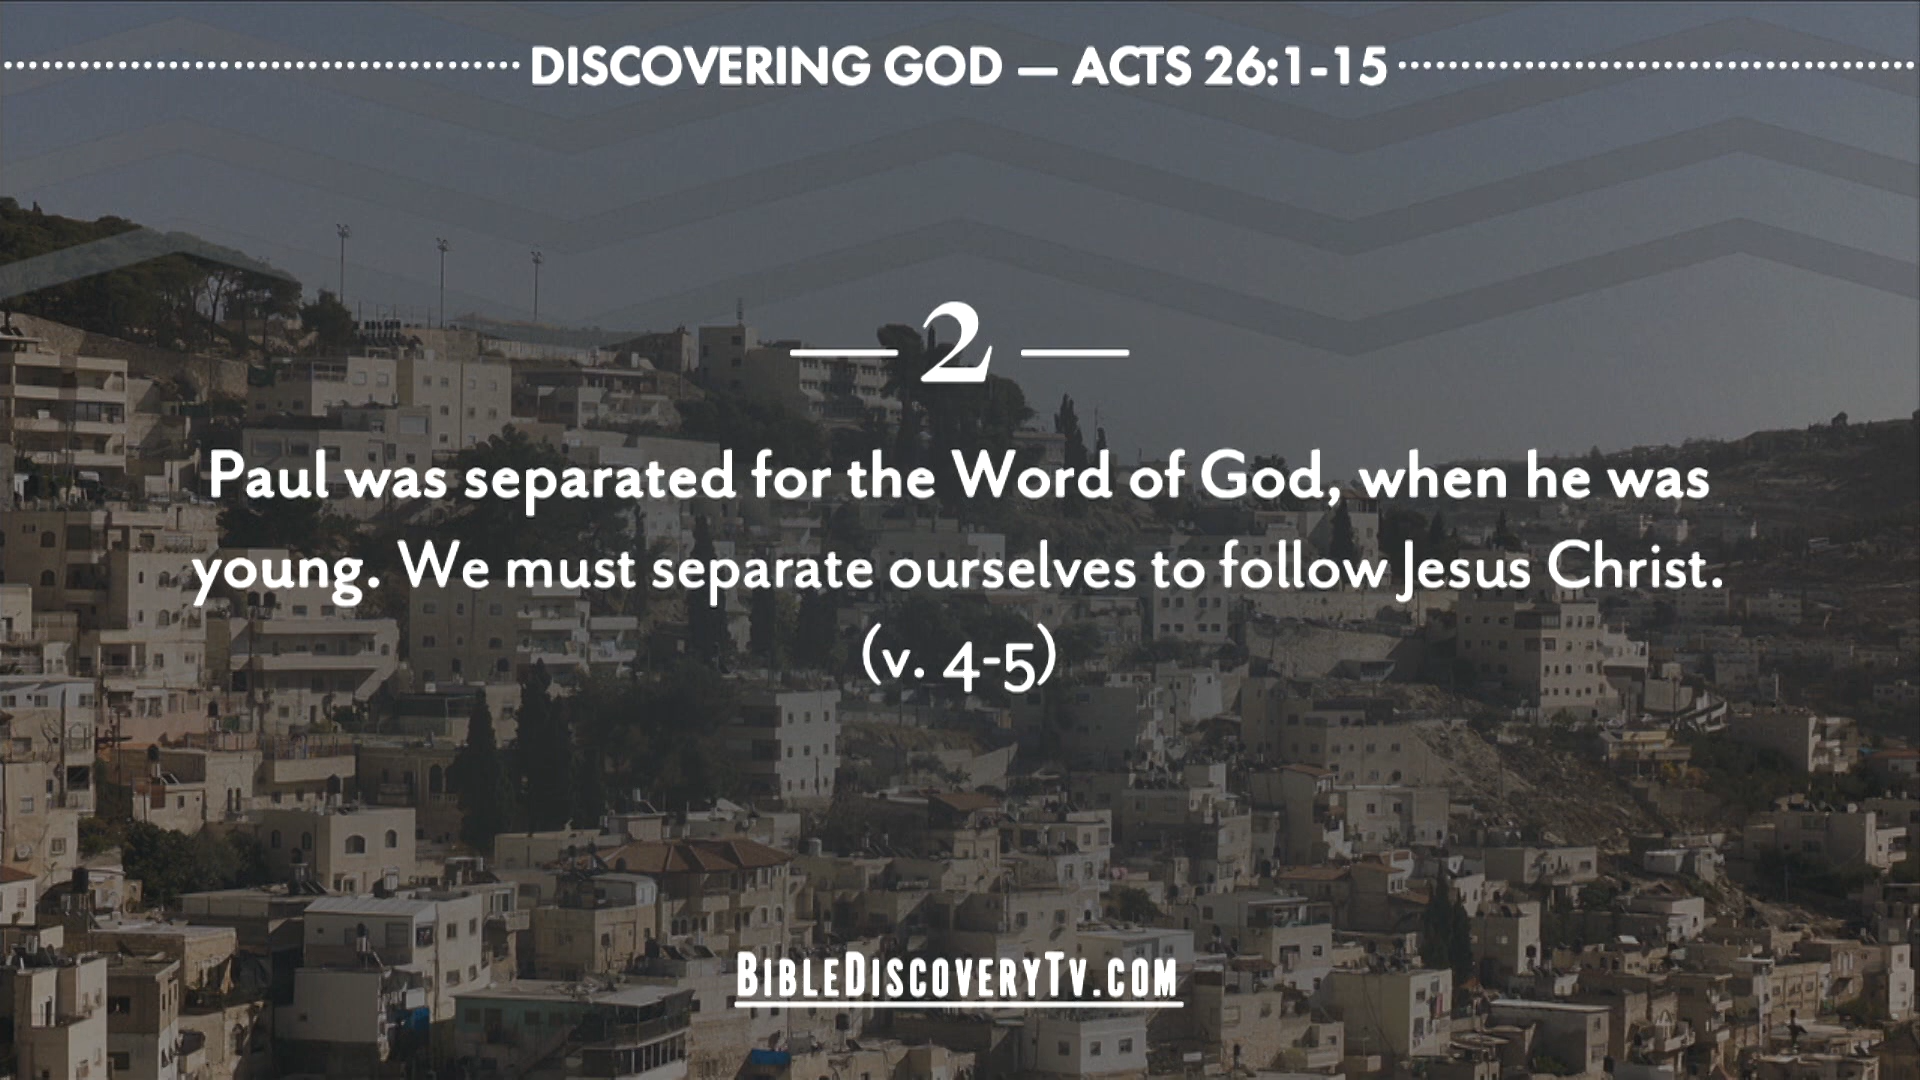 DISCOVERING GOD — ACTS 26:1-15
— 2 —
Paul was separated for the Word of God, when he was
young. We must separate ourselves to follow Jesus Christ.
(v. 4-5)
BIBLEDISCOVERYTV.COM